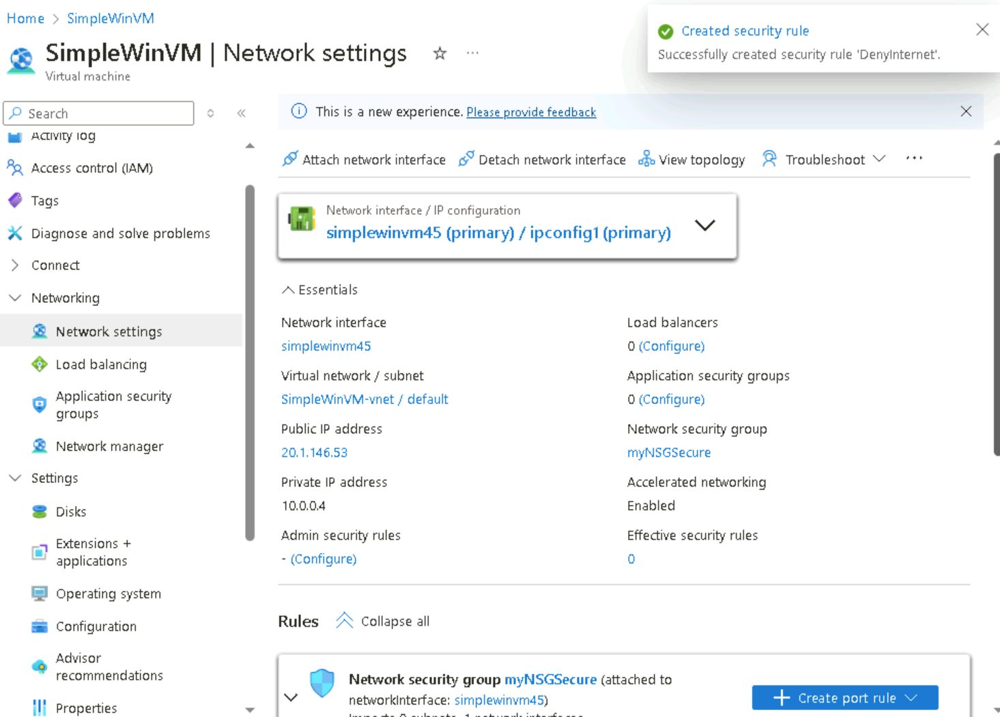 Home > SimpleWinVM
SimpleWinVM | Network settings
Virtual machine
Created security rule
Successfully created security rule 'DenyInternet'.
Search
Activity log
Access control (IAM)
Tags
Diagnose and solve problems
Connect
Networking
Network settings
Load balancing
Application security
groups
Network manager
Settings
Disks
Extensions +
applications
Operating system
Configuration
Advisor
recommendations
Properties
This is a new experience. Please provide feedback
Attach network interface Detach network interface View topology Troubleshoot ...
Network interface / IP configuration
simplewinvm45 (primary) / ipconfig1 (primary)
Essentials
Network interface
simplewinvm45
Virtual network / subnet
SimpleWinVM-vnet / default
Public IP address
20.1.146.53
Private IP address
10.0.0.4
Admin security rules
- (Configure)
Load balancers
0 (Configure)
Application security groups
0 (Configure)
Network security group
myNSGSecure
Accelerated networking
Enabled
Effective security rules
0
Rules Collapse all
Network security group myNSGSecure (attached to
networkInterface: simplewinvm45)
Impacts 0 subnets, 1 network interfaces
+ Create port rule